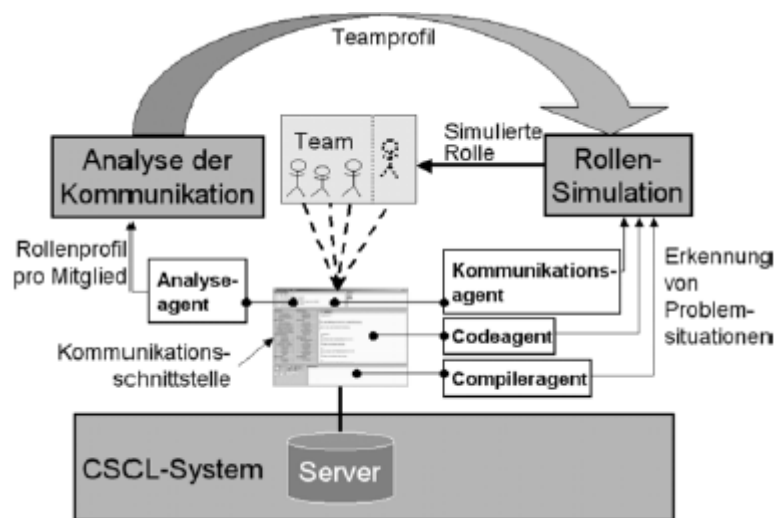 Teamprofil
Analyse der
Kommunikation
Team
Simulierte
Rolle
Rollen-
Simulation
Rollenprofil
pro Mitglied
Analyse-
agent
Kommunikations-
agent
Erkennung
von
Problem-
situationen
Codeagent
Kommunikations-
schnittstelle
Compileragent
CSCL-System
Server